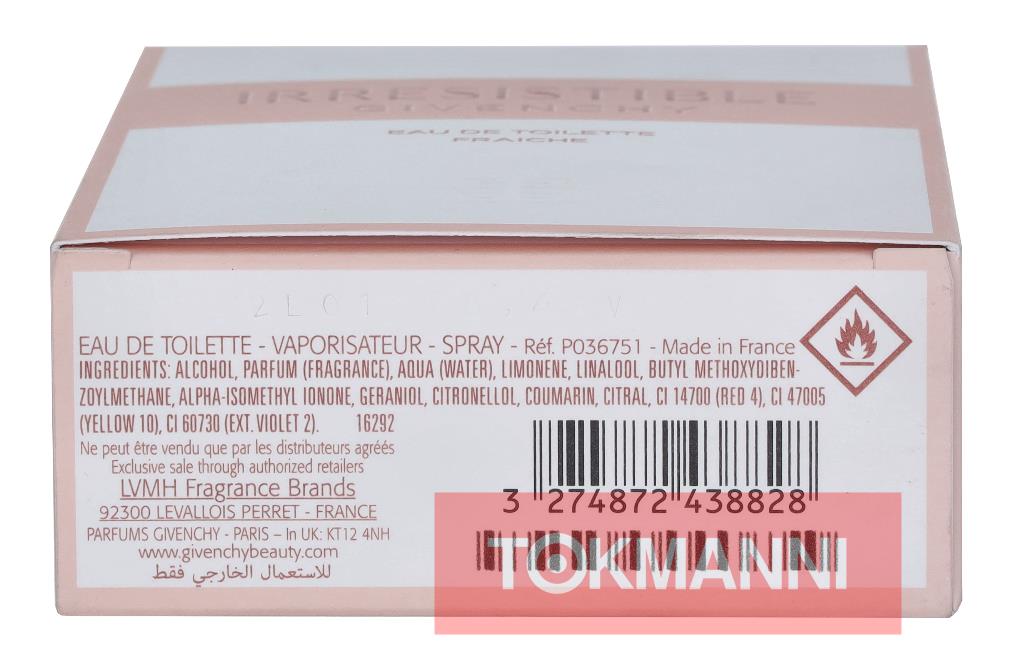 IRRESISTIBLE
GIVENCHY
EAU DE TOILETTE
FRAICHE
2L01
EAU DE TOILETTE - VAPORISATEUR - SPRAY - Réf. P036751 - Made in France
INGREDIENTS: ALCOHOL, PARFUM (FRAGRANCE), AQUA (WATER), LIMONENE, LINALOOL, BUTYL METHOXYDIBEN-
ZOYLMETHANE, ALPHA-ISOMETHYL IONONE, GERANIOL, CITRONELLOL, COUMARIN, CITRAL, CI 14700 (RED 4), CI 47005
(YELLOW 10), CI 60730 (EXT. VIOLET 2). 16292
Ne peut être vendu que par les distributeurs agréés
Exclusive sale through authorized retailers
LVMH Fragrance Brands
92300 LEVALLOIS PERRET - FRANCE
PARFUMS GIVENCHY - PARIS – In UK: KT12 4NH
www.givenchybeauty.com
للاستعمال الخارجي فقط
3 274872 438828
TOKMANNI